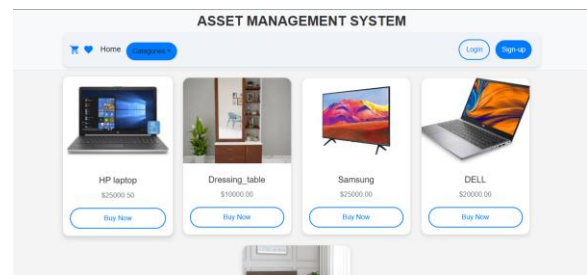 ASSET MANAGEMENT SYSTEM
Home Categories
Login Sign-up
HP laptop
$25000.50
Buy Now
Dressing_table
$10000.00
Buy Now
Samsung
$25000.00
Buy Now
DELL
$20000.00
Buy Now